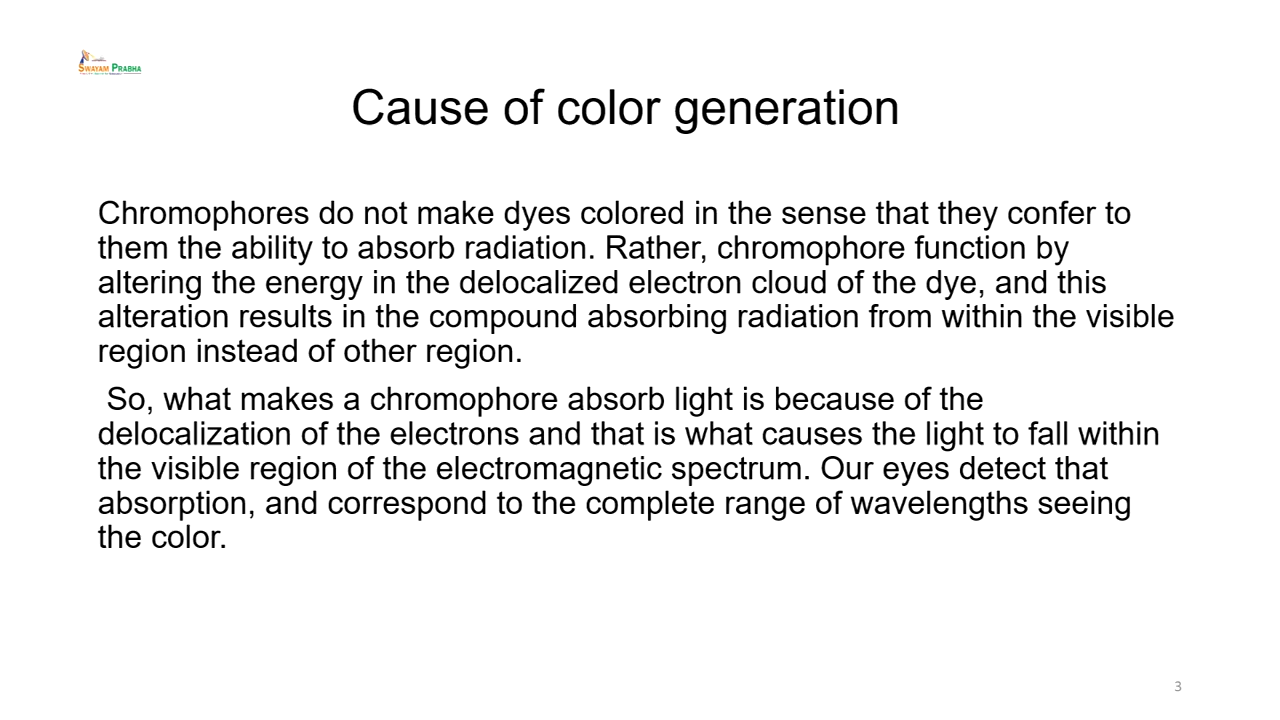 SWAYAM PRABHA
Cause of color generation
Chromophores do not make dyes colored in the sense that they confer to
them the ability to absorb radiation. Rather, chromophore function by
altering the energy in the delocalized electron cloud of the dye, and this
alteration results in the compound absorbing radiation from within the visible
region instead of other region.
So, what makes a chromophore absorb light is because of the
delocalization of the electrons and that is what causes the light to fall within
the visible region of the electromagnetic spectrum. Our eyes detect that
absorption, and correspond to the complete range of wavelengths seeing
the color.
3